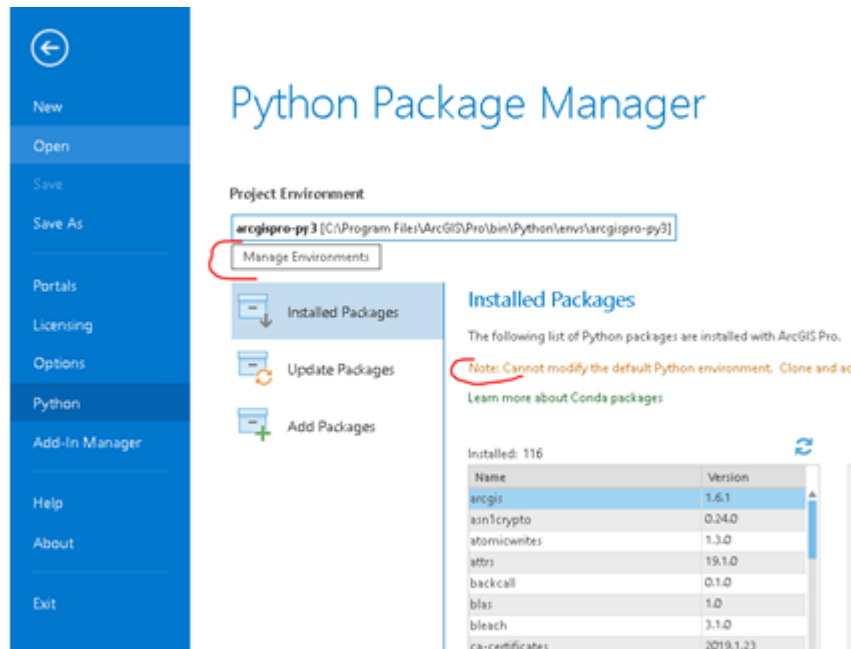 New
Open
Save
Save As
Portals
Licensing
Options
Python
Add-In Manager
Help
About
Exit
Python Package Manager
Project Environment
arcgispro-py3 [C:\Program Files\ArcGIS\Pro\bin\Python\envs\arcgispro-py3]
Manage Environments
Installed Packages
Update Packages
Add Packages
Installed Packages
The following list of Python packages are installed with ArcGIS Pro.
Note: Cannot modify the default Python environment. Clone and ac
Learn more about Conda packages
Installed: 116
Name Version
arcgis 1.6.1
asn1crypto 0.24.0
atomicwrites 1.3.0
attrs 19.1.0
backcall 0.1.0
blas 1.0
bleach 3.1.0
ca-certificates 2019.1.23